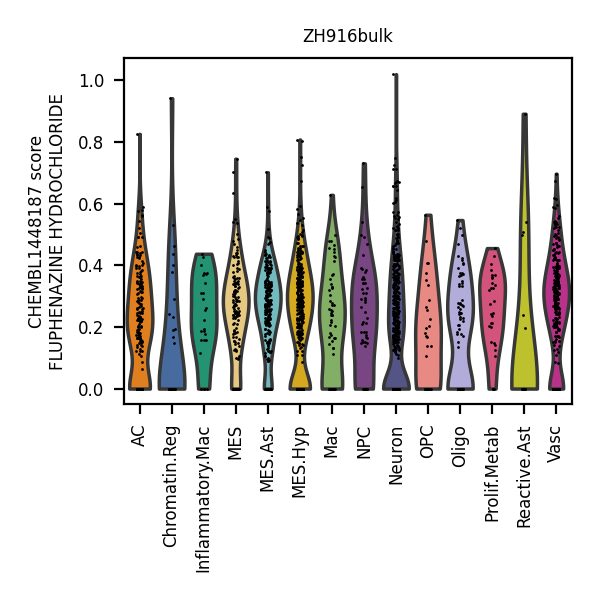 ZH916bulk
CHEMBL1448187 score
FLUPHENAZINE HYDROCHLORIDE
1.0
0.8
0.6
0.4
0.2
0.0
AC
Chromatin.Reg
Inflammatory.Mac
MES
MES.Ast
MES.Hyp
Mac
NPC
Neuron
OPC
Oligo
Prolif.Metab
Reactive.Ast
Vasc